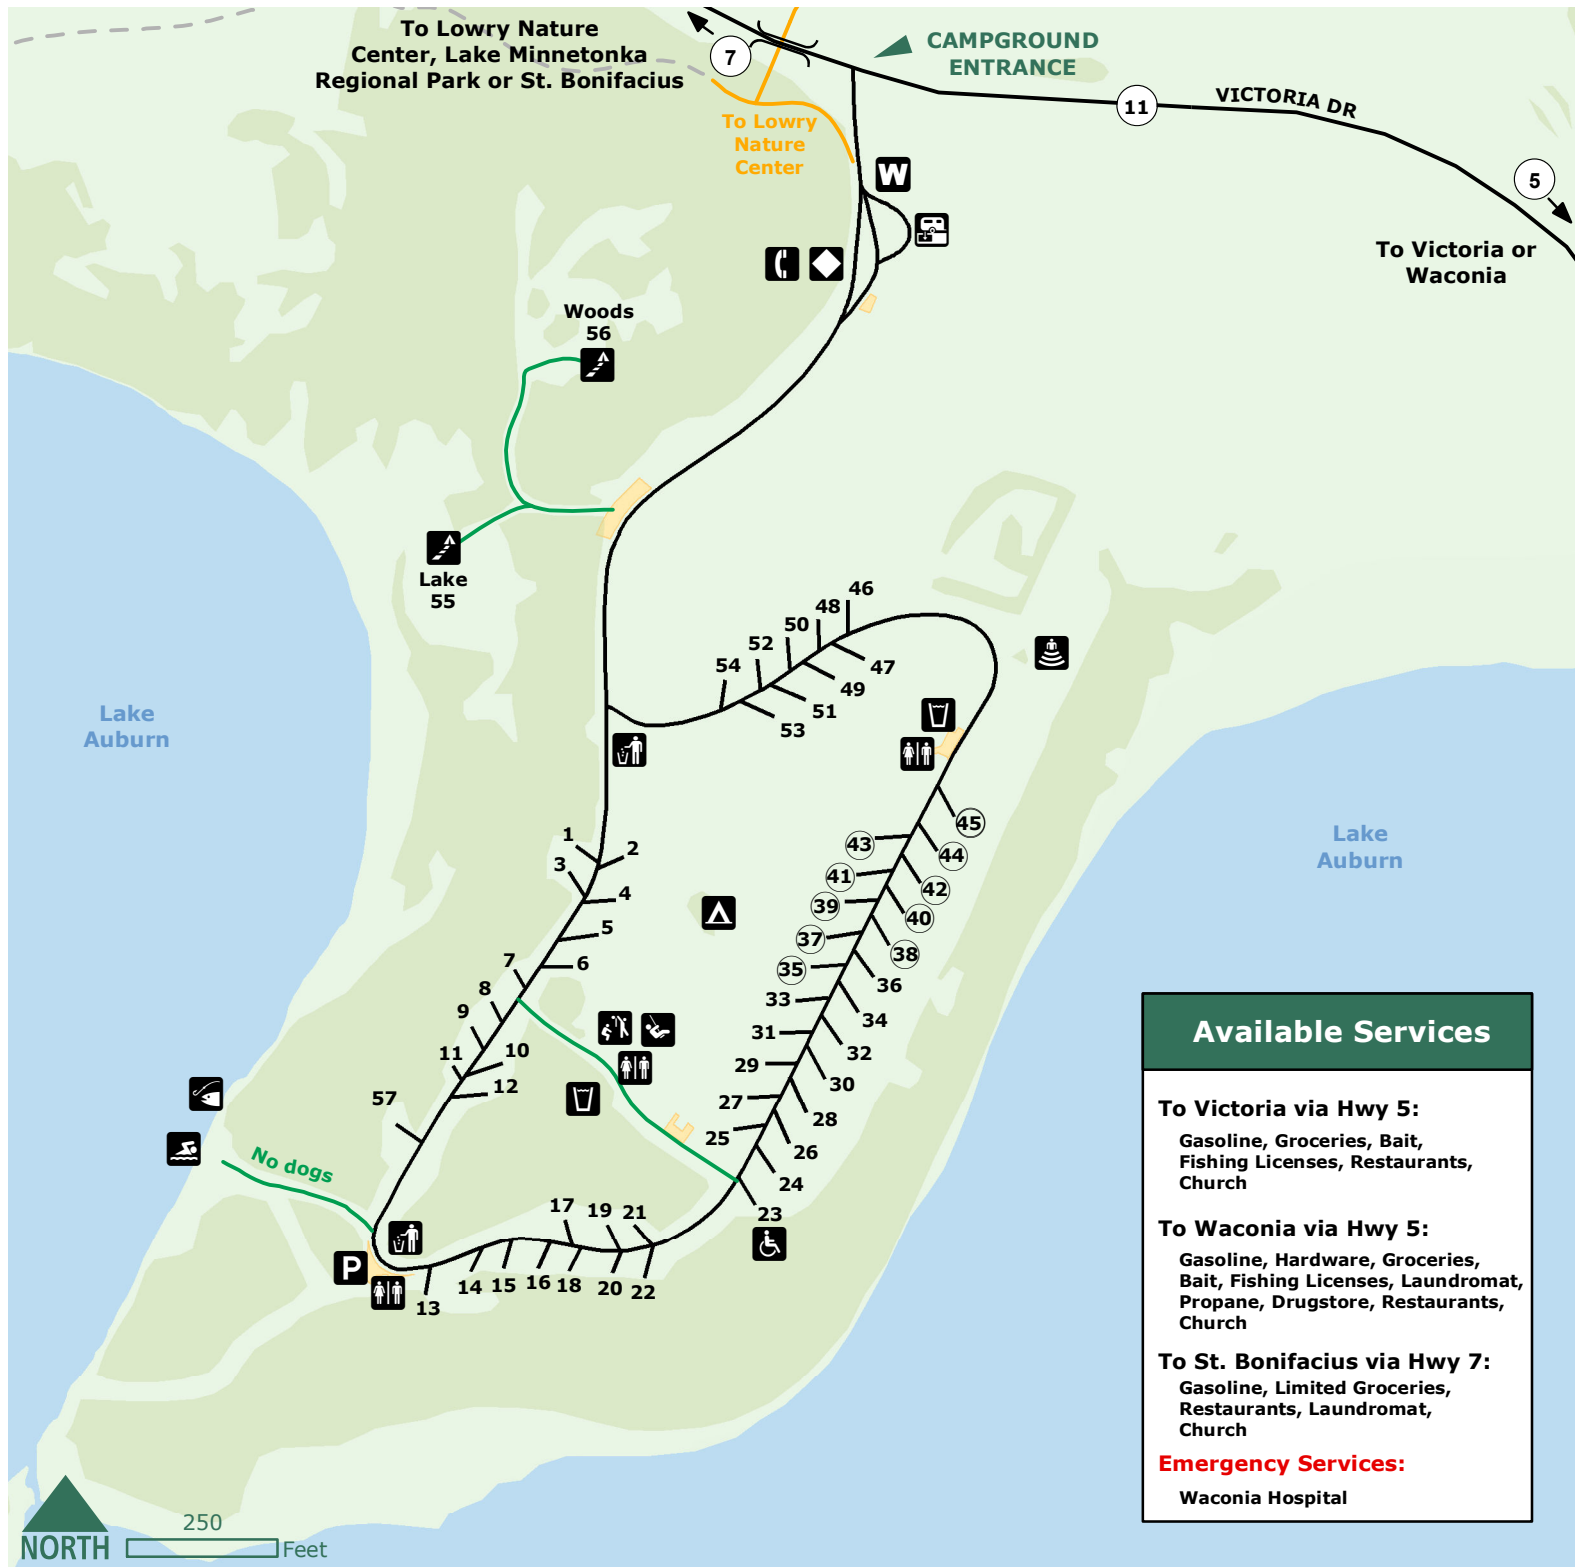 To Lowry Nature
Center, Lake Minnetonka
Regional Park or St. Bonifacius
7
CAMPGROUND
ENTRANCE
11
VICTORIA DR
5
To Victoria or
Waconia
To Lowry
Nature
Center
W
Woods
56
Lake
55
46
48
50
52
54
47
49
51
53
Lake
Auburn
Lake
Auburn
1
2
3
4
5
6
7
8
9
10
11
12
57
45
43
44
41
42
39
40
37
38
35
36
33
34
31
32
29
30
27
28
25
26
24
23
No dogs
P
17
19
21
13
14
15
16
18
20
22
Available Services
To Victoria via Hwy 5:
Gasoline, Groceries, Bait,
Fishing Licenses, Restaurants,
Church
To Waconia via Hwy 5:
Gasoline, Hardware, Groceries,
Bait, Fishing Licenses, Laundromat,
Propane, Drugstore, Restaurants,
Church
To St. Bonifacius via Hwy 7:
Gasoline, Limited Groceries,
Restaurants, Laundromat,
Church
Emergency Services:
Waconia Hospital
NORTH
250
Feet